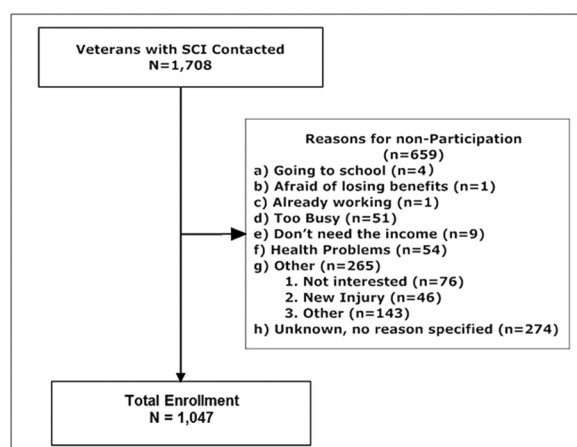 Veterans with SCI Contacted
N=1,708
Reasons for non-Participation
(n=659)
a) Going to school (n=4)
b) Afraid of losing benefits (n=1)
c) Already working (n=1)
d) Too Busy (n=51)
e) Don't need the income (n=9)
f) Health Problems (n=54)
g) Other (n=265)
1. Not interested (n=76)
2. New Injury (n=46)
3. Other (n=143)
h) Unknown, no reason specified (n=274)
Total Enrollment
N = 1,047